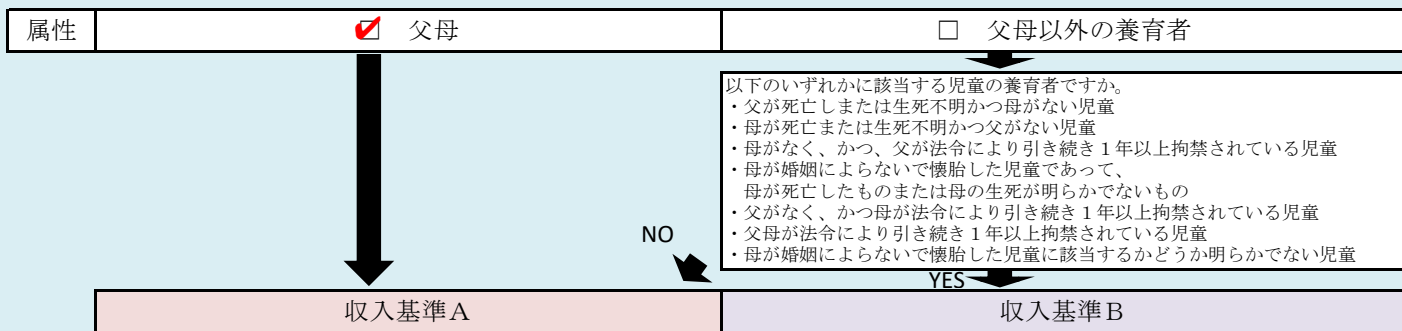 属性
☑ 父母
□ 父母以外の養育者
以下のいずれかに該当する児童の養育者ですか。
・父が死亡しまたは生死不明かつ母がない児童
・母が死亡または生死不明かつ父がない児童
・母がなく、かつ、父が法令により引き続き１年以上拘禁されている児童
・母が婚姻によらないで懐胎した児童であって、
母が死亡したものまたは母の生死が明らかでないもの
・父がなく、かつ母が法令により引き続き１年以上拘禁されている児童
・父母が法令により引き続き１年以上拘禁されている児童
・母が婚姻によらないで懐胎した児童に該当するかどうか明らかでない児童
NO
YES
収入基準Ａ
収入基準Ｂ